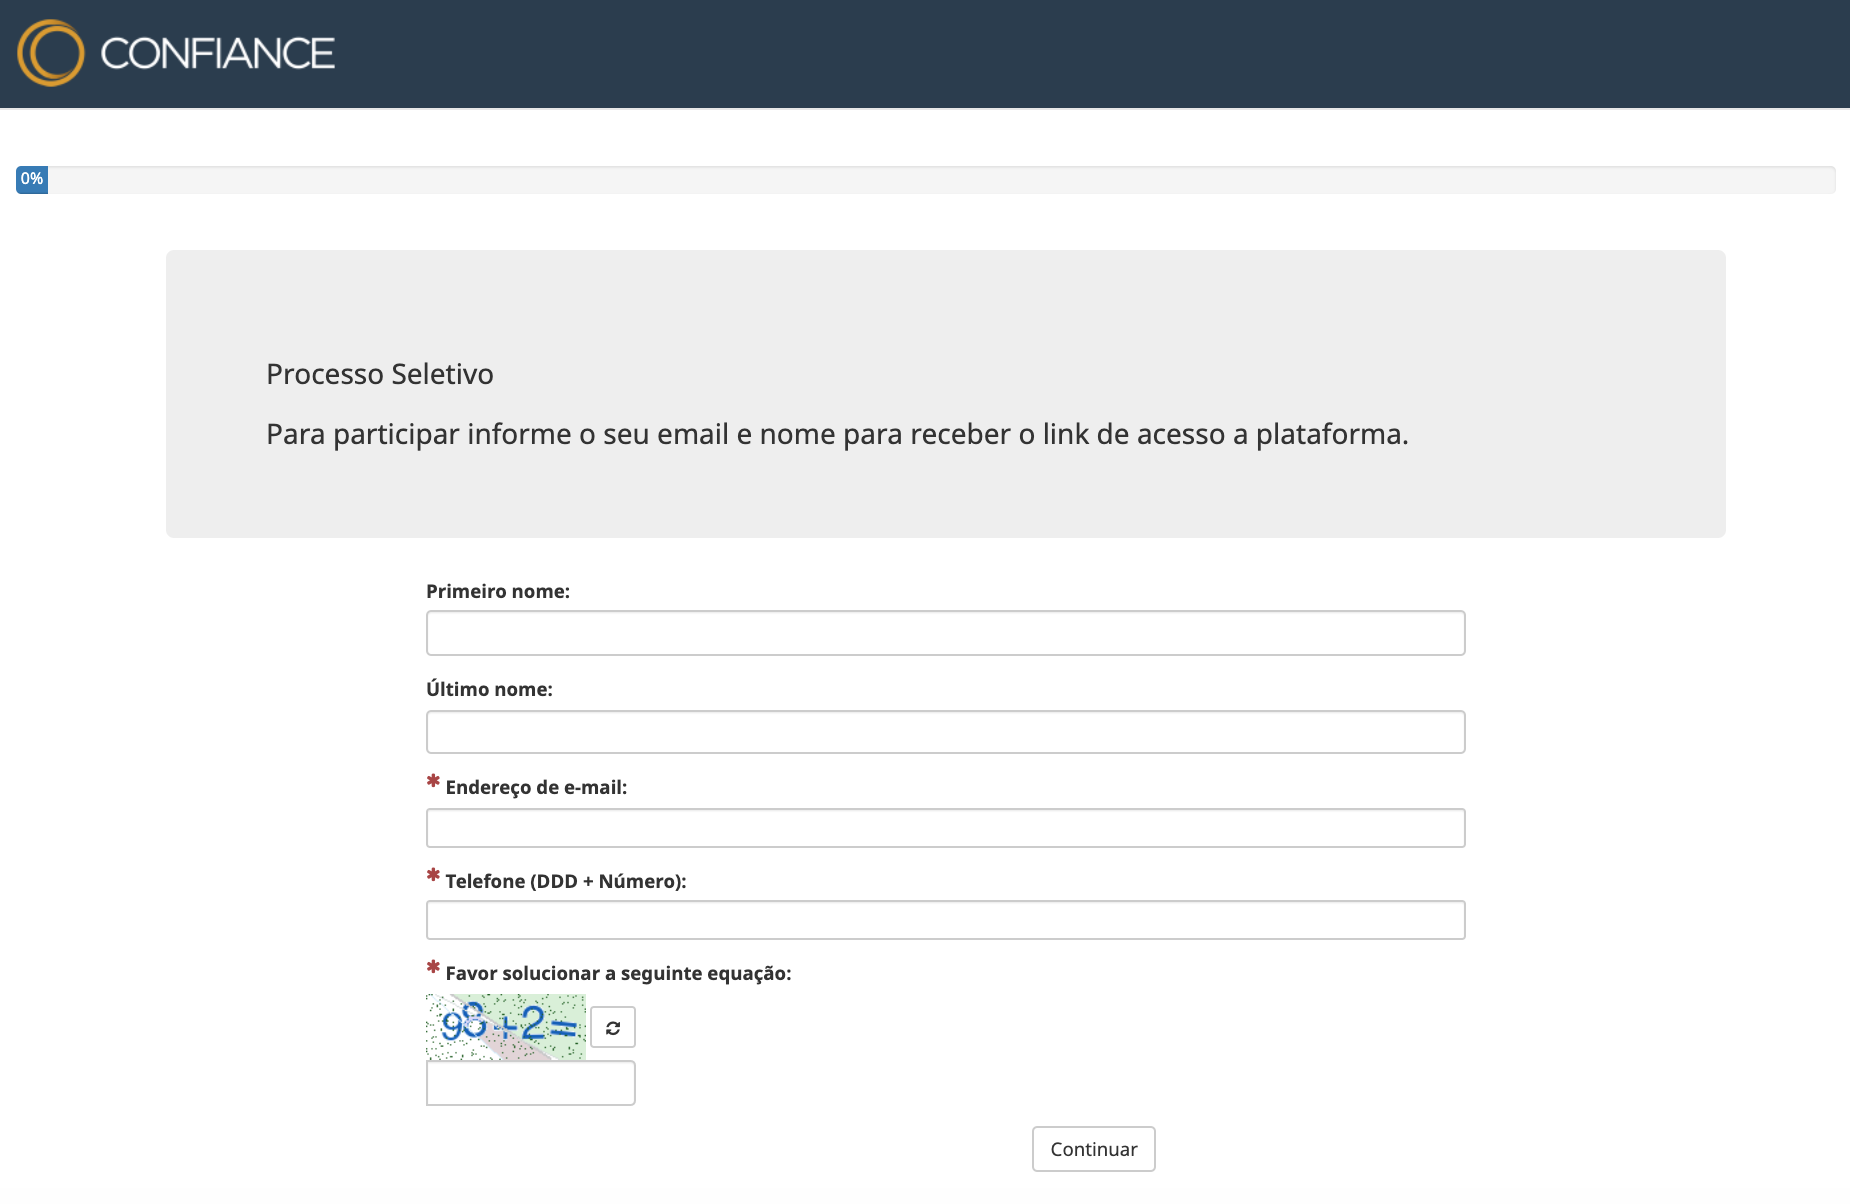 CONFIANCE
0%
Processo Seletivo
Para participar informe o seu email e nome para receber o link de acesso a plataforma.
Primeiro nome:
Último nome:
* Endereço de e-mail:
* Telefone (DDD + Número):
* Favor solucionar a seguinte equação:
98+2=
Continuar